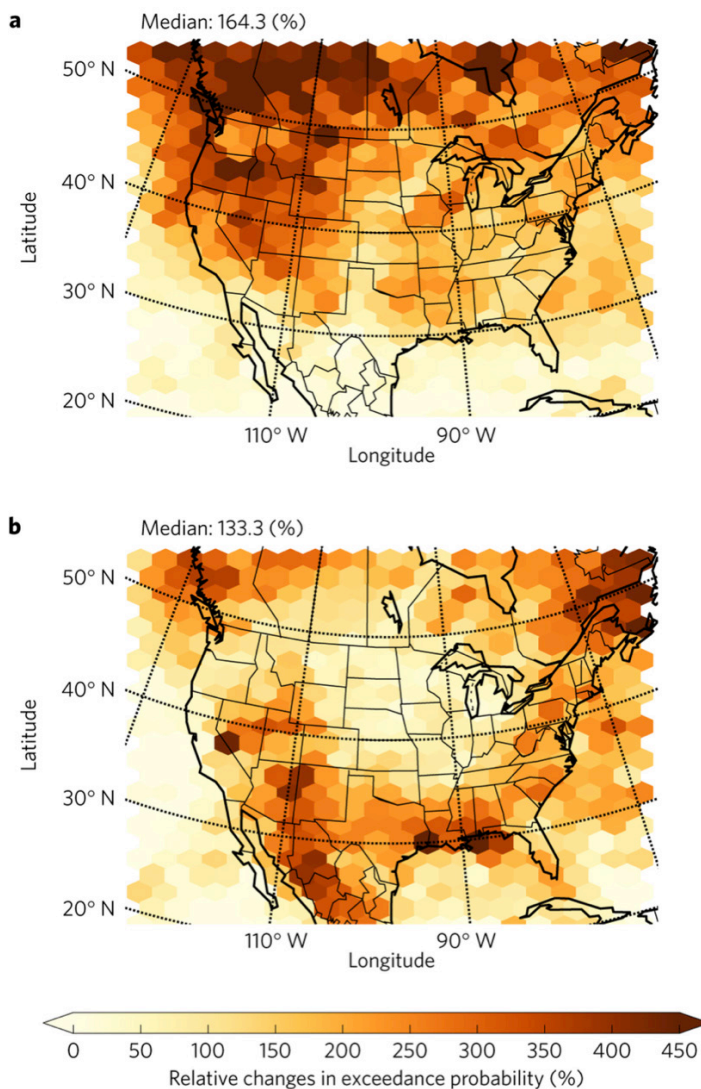 a
Median: 164.3 (%)
50° N
40° N
30° N
20° N
Latitude
110° W 90° W
Longitude
b
Median: 133.3 (%)
50° N
40° N
30° N
20° N
Latitude
110° W 90° W
Longitude
0 50 100 150 200 250 300 350 400 450
Relative changes in exceedance probability (%)